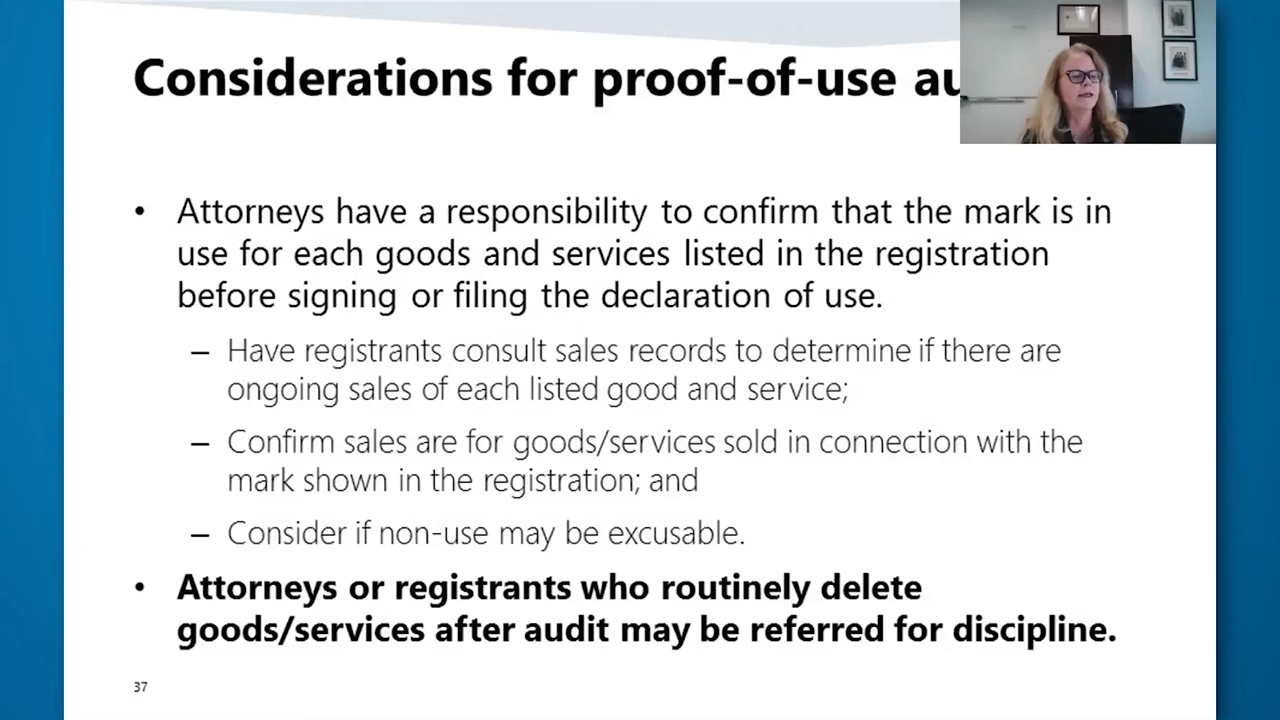 Considerations for proof-of-use
• Attorneys have a responsibility to confirm that the mark is in
use for each goods and services listed in the registration
before signing or filing the declaration of use.
– Have registrants consult sales records to determine if there are
ongoing sales of each listed good and service;
– Confirm sales are for goods/services sold in connection with the
mark shown in the registration; and
– Consider if non-use may be excusable.
• Attorneys or registrants who routinely delete
goods/services after audit may be referred for discipline.
37